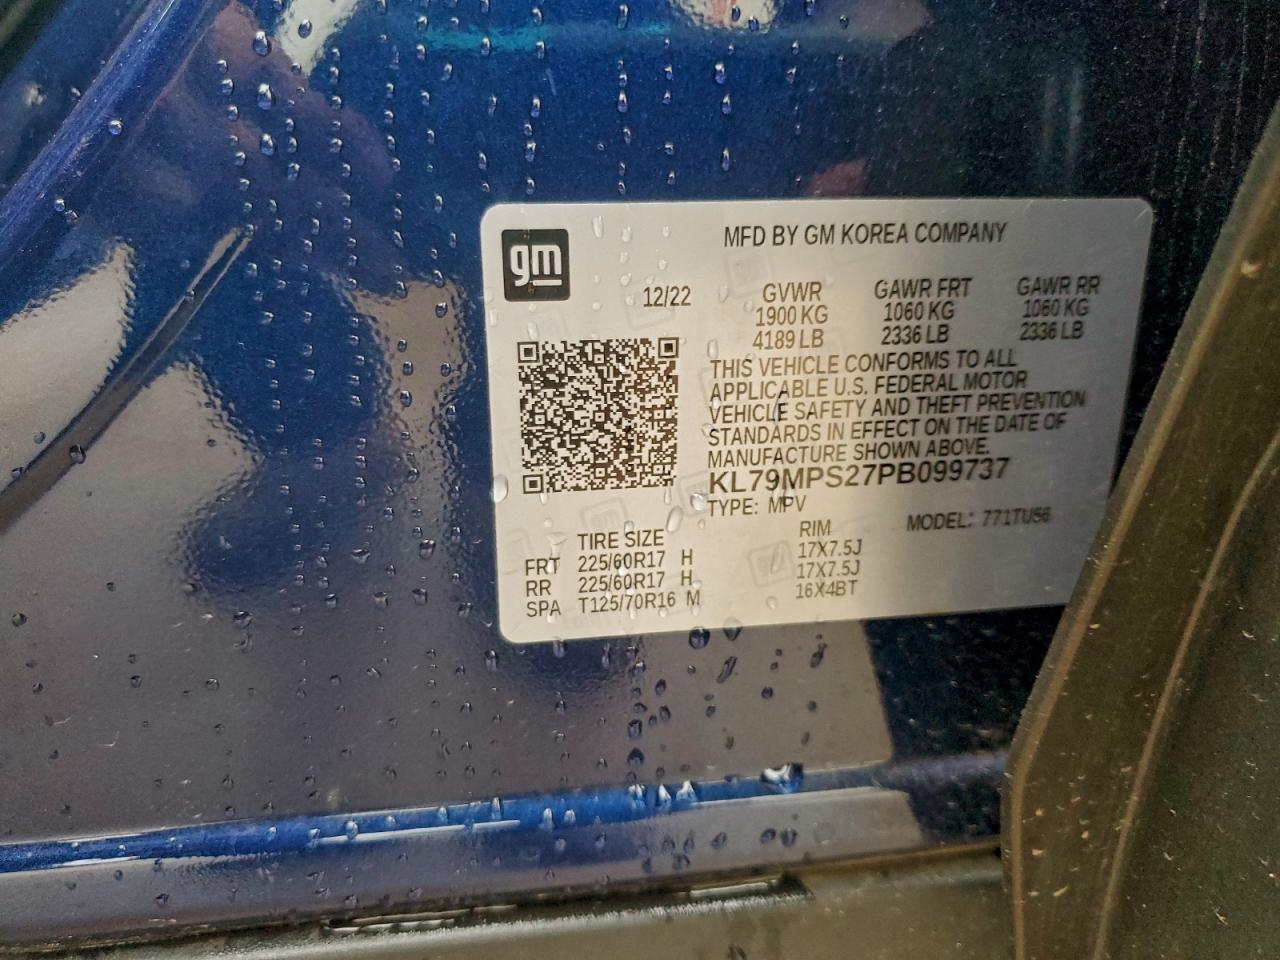 gm
MFD BY GM KOREA COMPANY
12/22
GVWR GAWR FRT GAWR RR
1900 KG 1060 KG 1060 KG
4189 LB 2336 LB 2336 LB
THIS VEHICLE CONFORMS TO ALL
APPLICABLE U.S. FEDERAL MOTOR
VEHICLE SAFETY AND THEFT PREVENTION
STANDARDS IN EFFECT ON THE DATE OF
MANUFACTURE SHOWN ABOVE.
KL79MPS27PB099737
TYPE: MPV MODEL: 771TU56
TIRE SIZE RIM
FRT 225/60R17 H 17X7.5J
RR 225/60R17 H 17X7.5J
SPA T125/70R16 M 16X4BT